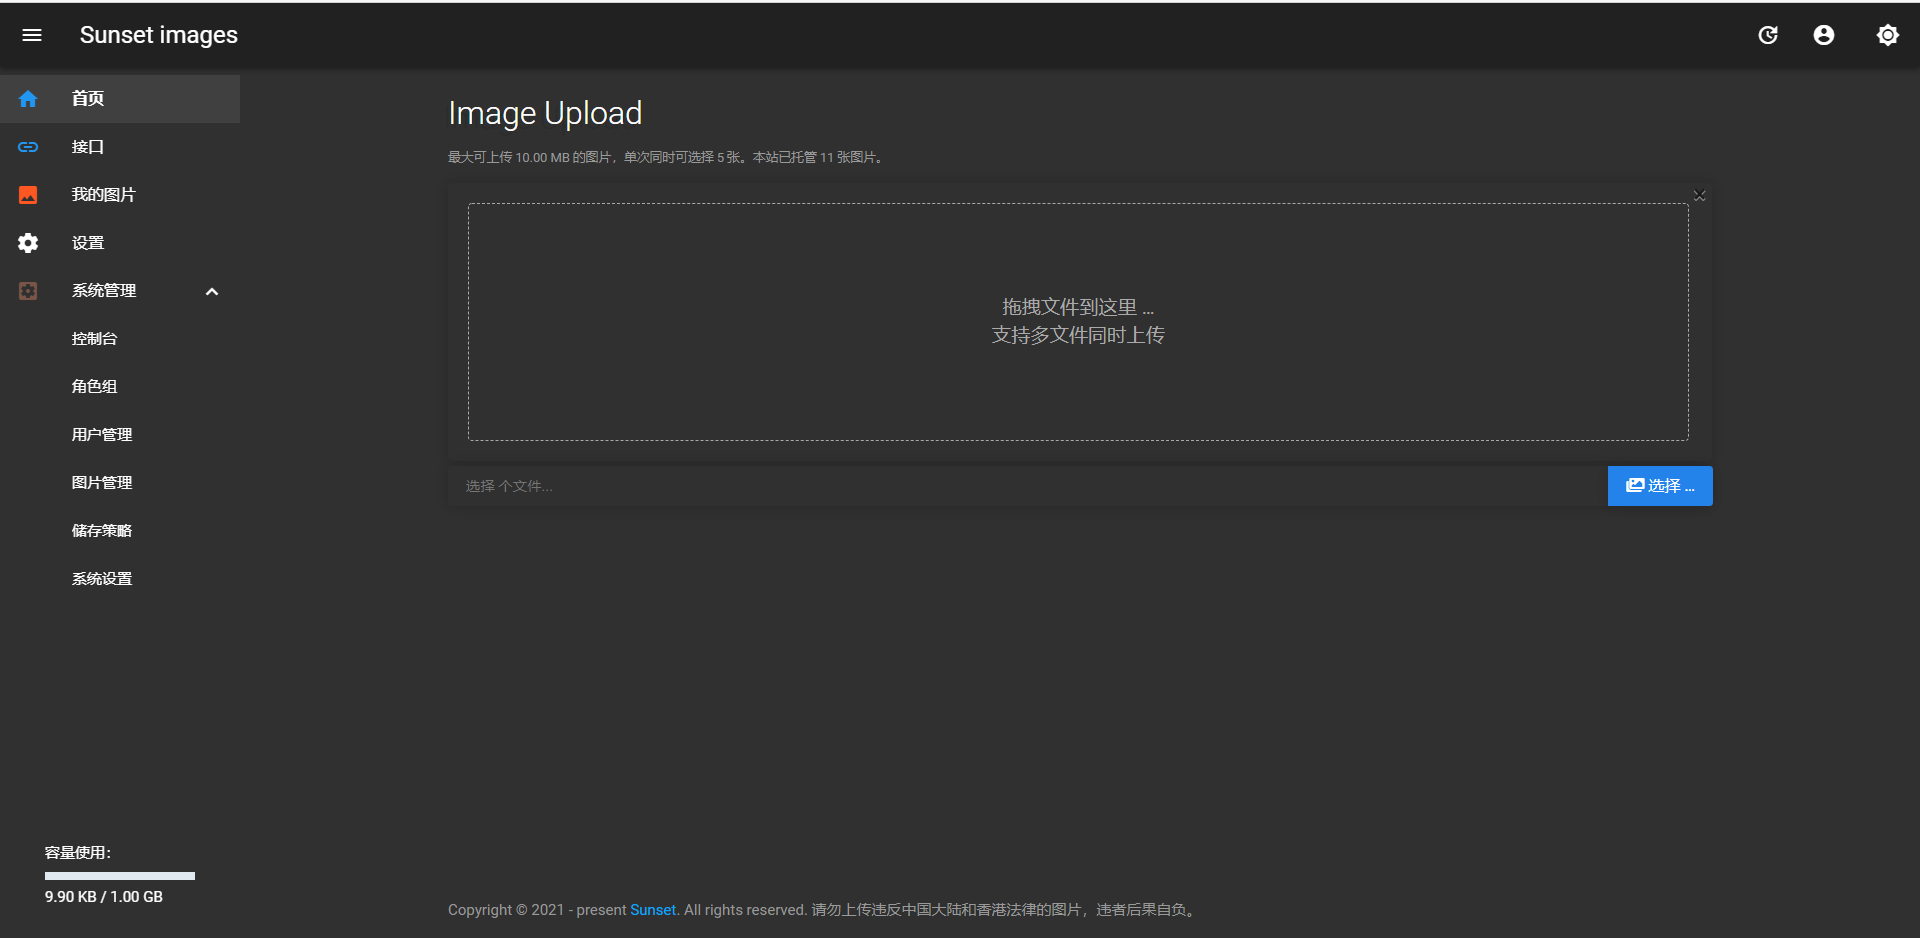 Sunset images
首页
接口
我的图片
设置
系统管理
控制台
角色组
用户管理
图片管理
储存策略
系统设置
容量使用：
9.90 KB / 1.00 GB
Image Upload
最大可上传 10.00 MB 的图片，单次同时可选择 5 张。本站已托管 11 张图片。
拖拽文件到这里 ...
支持多文件同时上传
选择 个文件...
选择 ...
Copyright © 2021 - present Sunset. All rights reserved. 请勿上传违反中国大陆和香港法律的图片，违者后果自负。